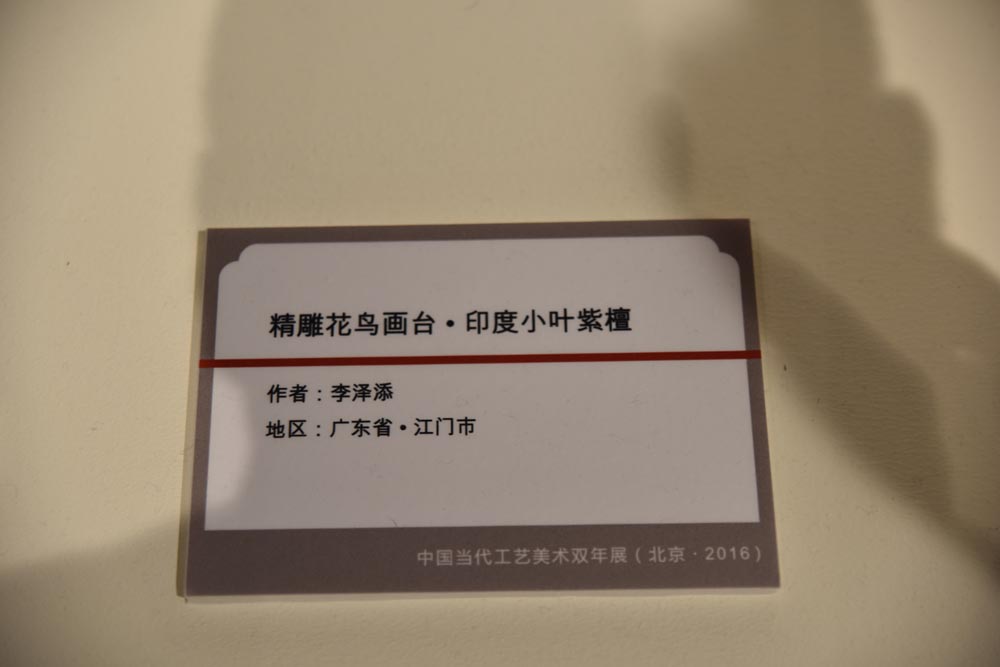 精雕花鸟画台•印度小叶紫檀
作者：李泽添
地区：广东省•江门市
中国当代工艺美术双年展（北京·2016）